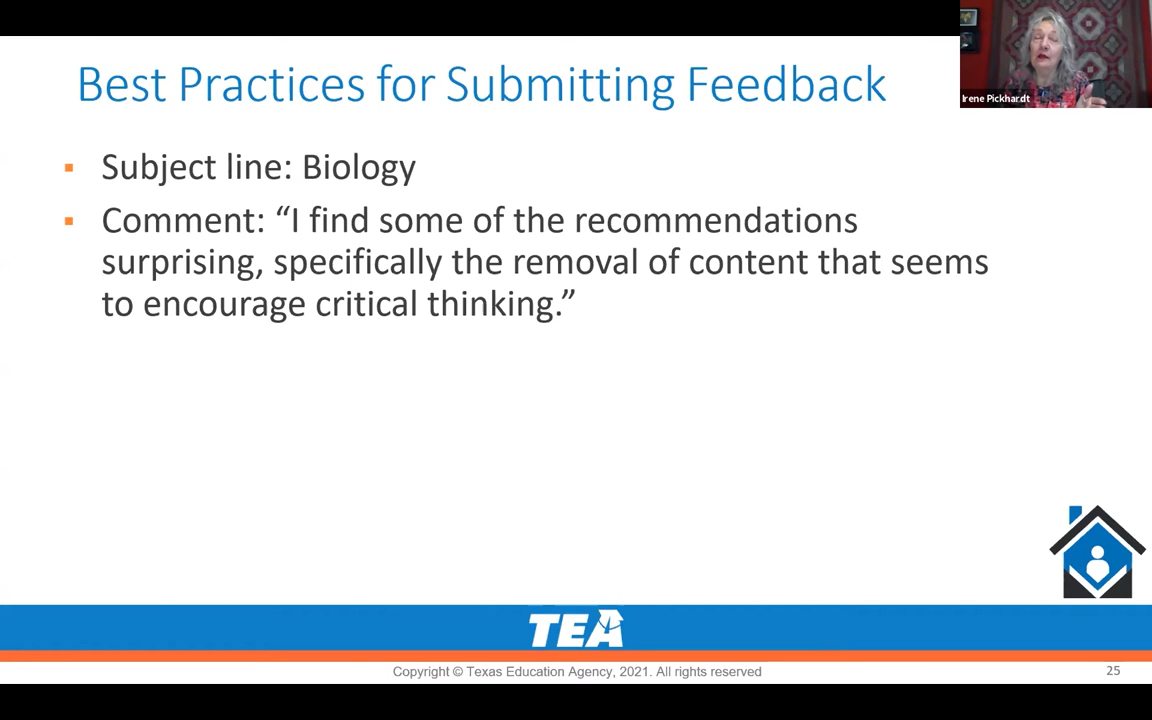 Best Practices for Submitting Feedback
Irene Pickhardt
▪ Subject line: Biology
▪ Comment: “I find some of the recommendations
surprising, specifically the removal of content that seems
to encourage critical thinking.”
TEA
Copyright © Texas Education Agency, 2021. All rights reserved
25